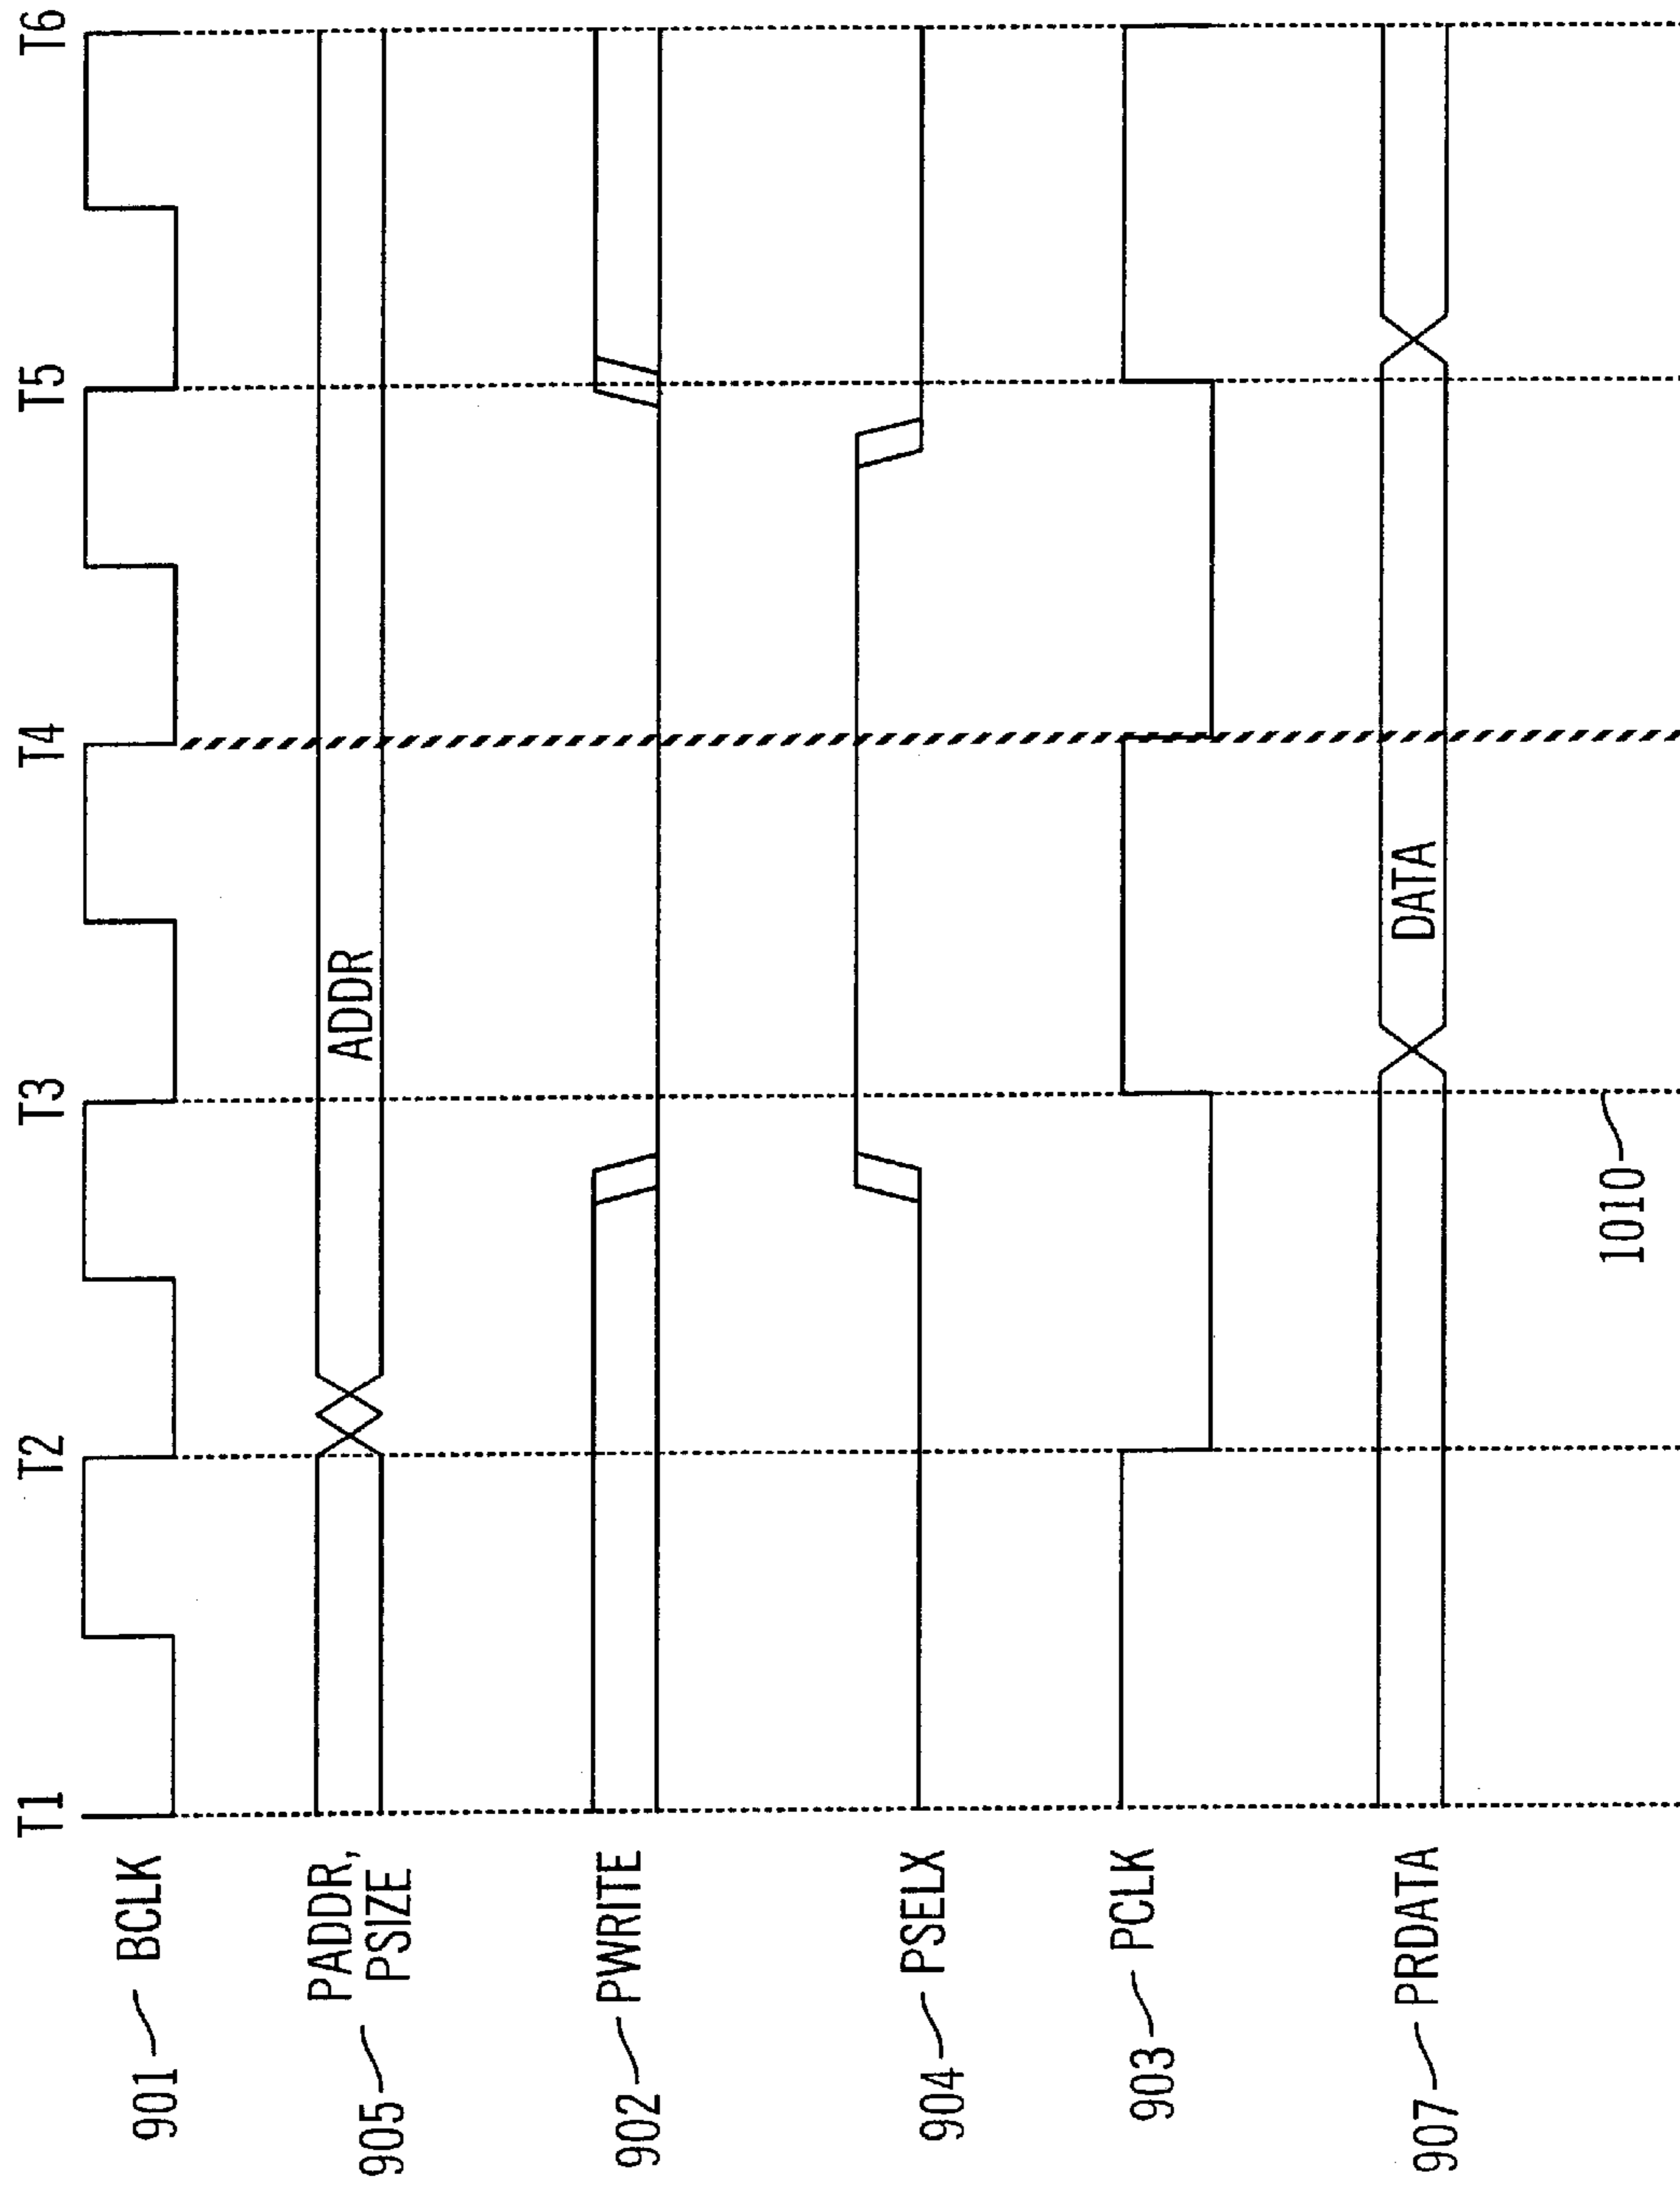 T1 T2 T3 T4 T5 T6
901 BCLK
905 PADDR,
PSIZE
ADDR
902 PWRITE
904 PSELX
903 PCLK
907 PRDATA
DATA
1010